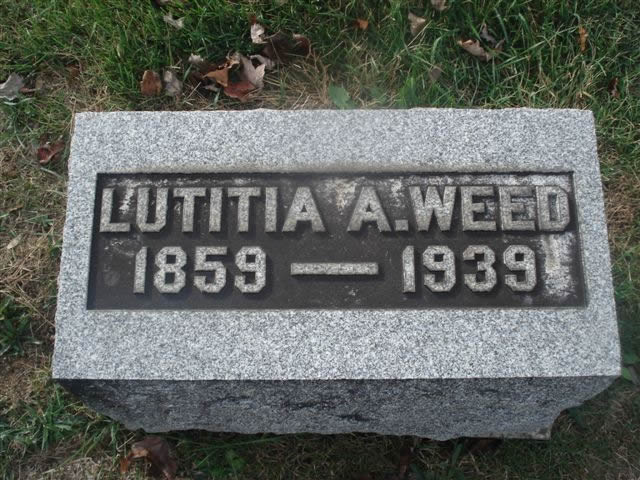 LUTITIA A. WEED
1859 — 1939